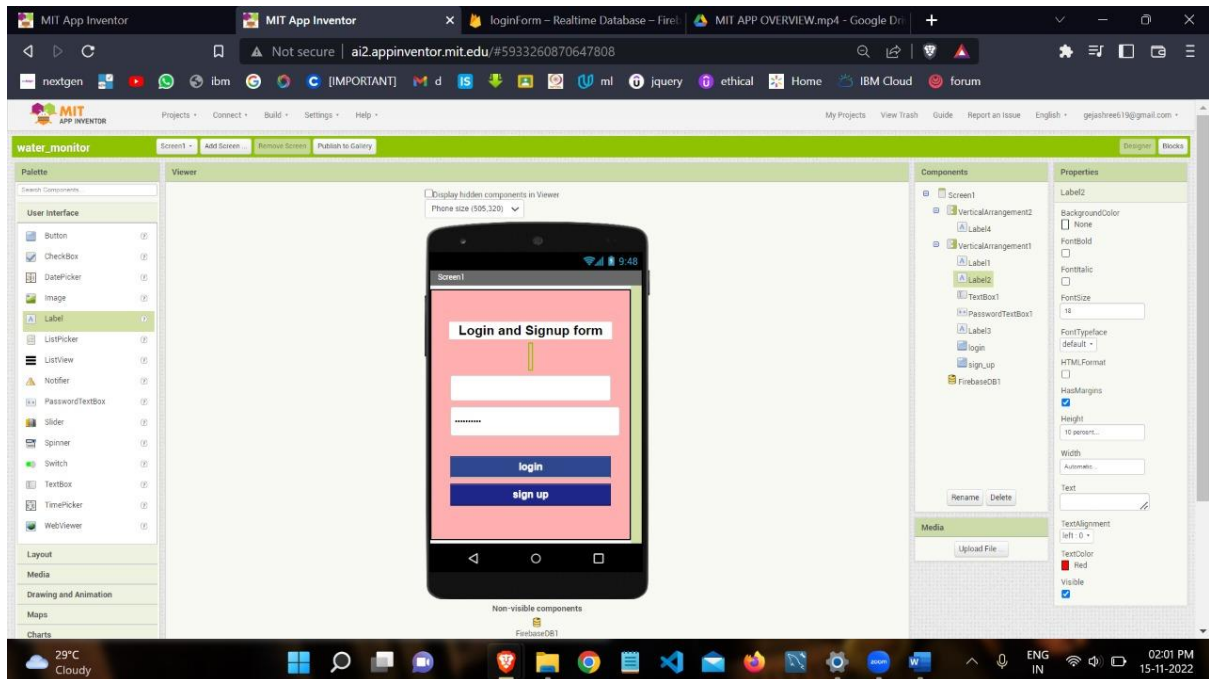 MIT App Inventor
MIT App Inventor
loginForm – Realtime Database – Fireb
MIT APP OVERVIEW.mp4 - Google Dri
Not secure | ai2.appinventor.mit.edu/#5933260870647808
nextgen ibm [IMPORTANT] d ml jquery ethical Home IBM Cloud forum
MIT
APP INVENTOR
Projects Connect Build Settings Help
My Projects View Trash Guide Report an Issue English gejashree619@gmail.com
water_monitor
Screen1 Add Screen ... Remove Screen Publish to Gallery
Designer Blocks
Palette
Search Components...
User Interface
Button
CheckBox
DatePicker
Image
Label
ListPicker
ListView
Notifier
PasswordTextBox
Slider
Spinner
Switch
TextBox
TimePicker
WebViewer
Layout
Media
Drawing and Animation
Maps
Charts
Viewer
Display hidden components in Viewer
Phone size (505,320)
9:48
Screen1
Login and Signup form
login
sign up
Non-visible components
FirebaseDB1
Components
Screen1
VerticalArrangement2
Label4
VerticalArrangement1
Label1
Label2
TextBox1
PasswordTextBox1
Label3
login
sign_up
FirebaseDB1
Rename Delete
Media
Upload File ...
Properties
Label2
BackgroundColor
None
FontBold
FontItalic
FontSize
18
FontTypeface
default
HTMLFormat
HasMargins
Height
10 percent...
Width
Automatic...
Text
TextAlignment
left : 0
TextColor
Red
Visible
29°C
Cloudy
ENG
IN
02:01 PM
15-11-2022